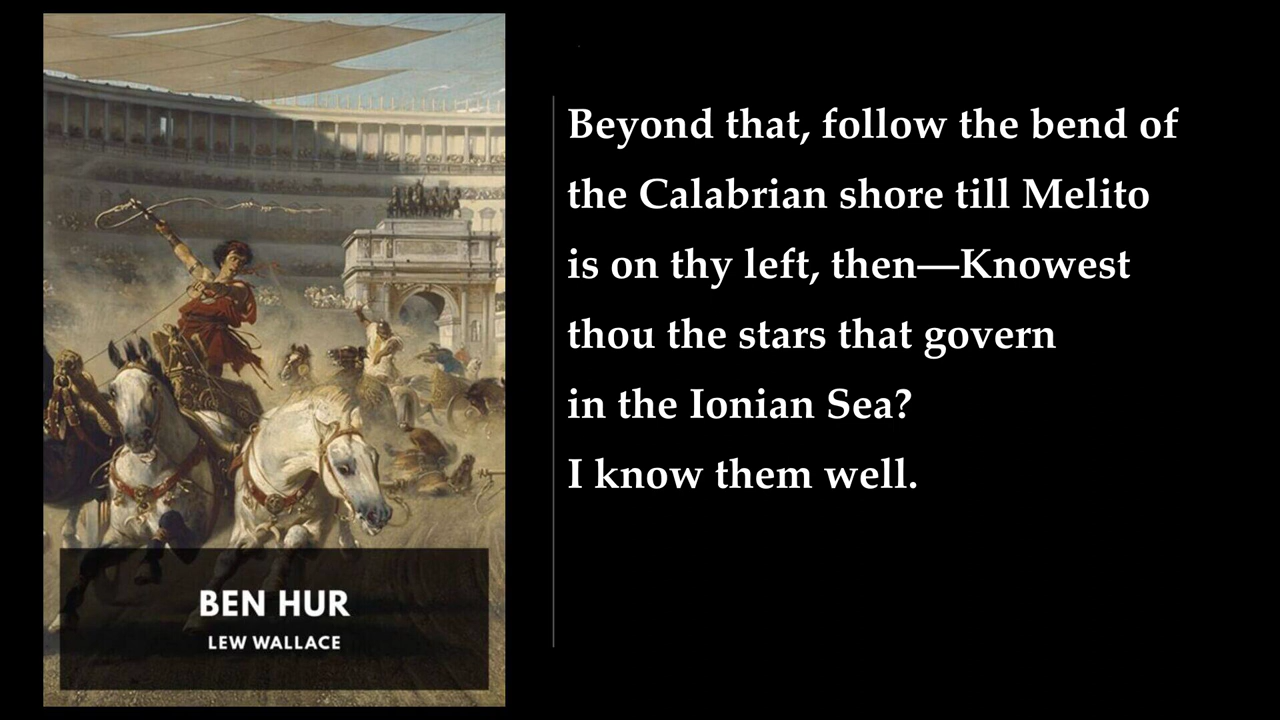 BEN HUR
LEW WALLACE
Beyond that, follow the bend of
the Calabrian shore till Melito
is on thy left, then—Knowest
thou the stars that govern
in the Ionian Sea?
I know them well.